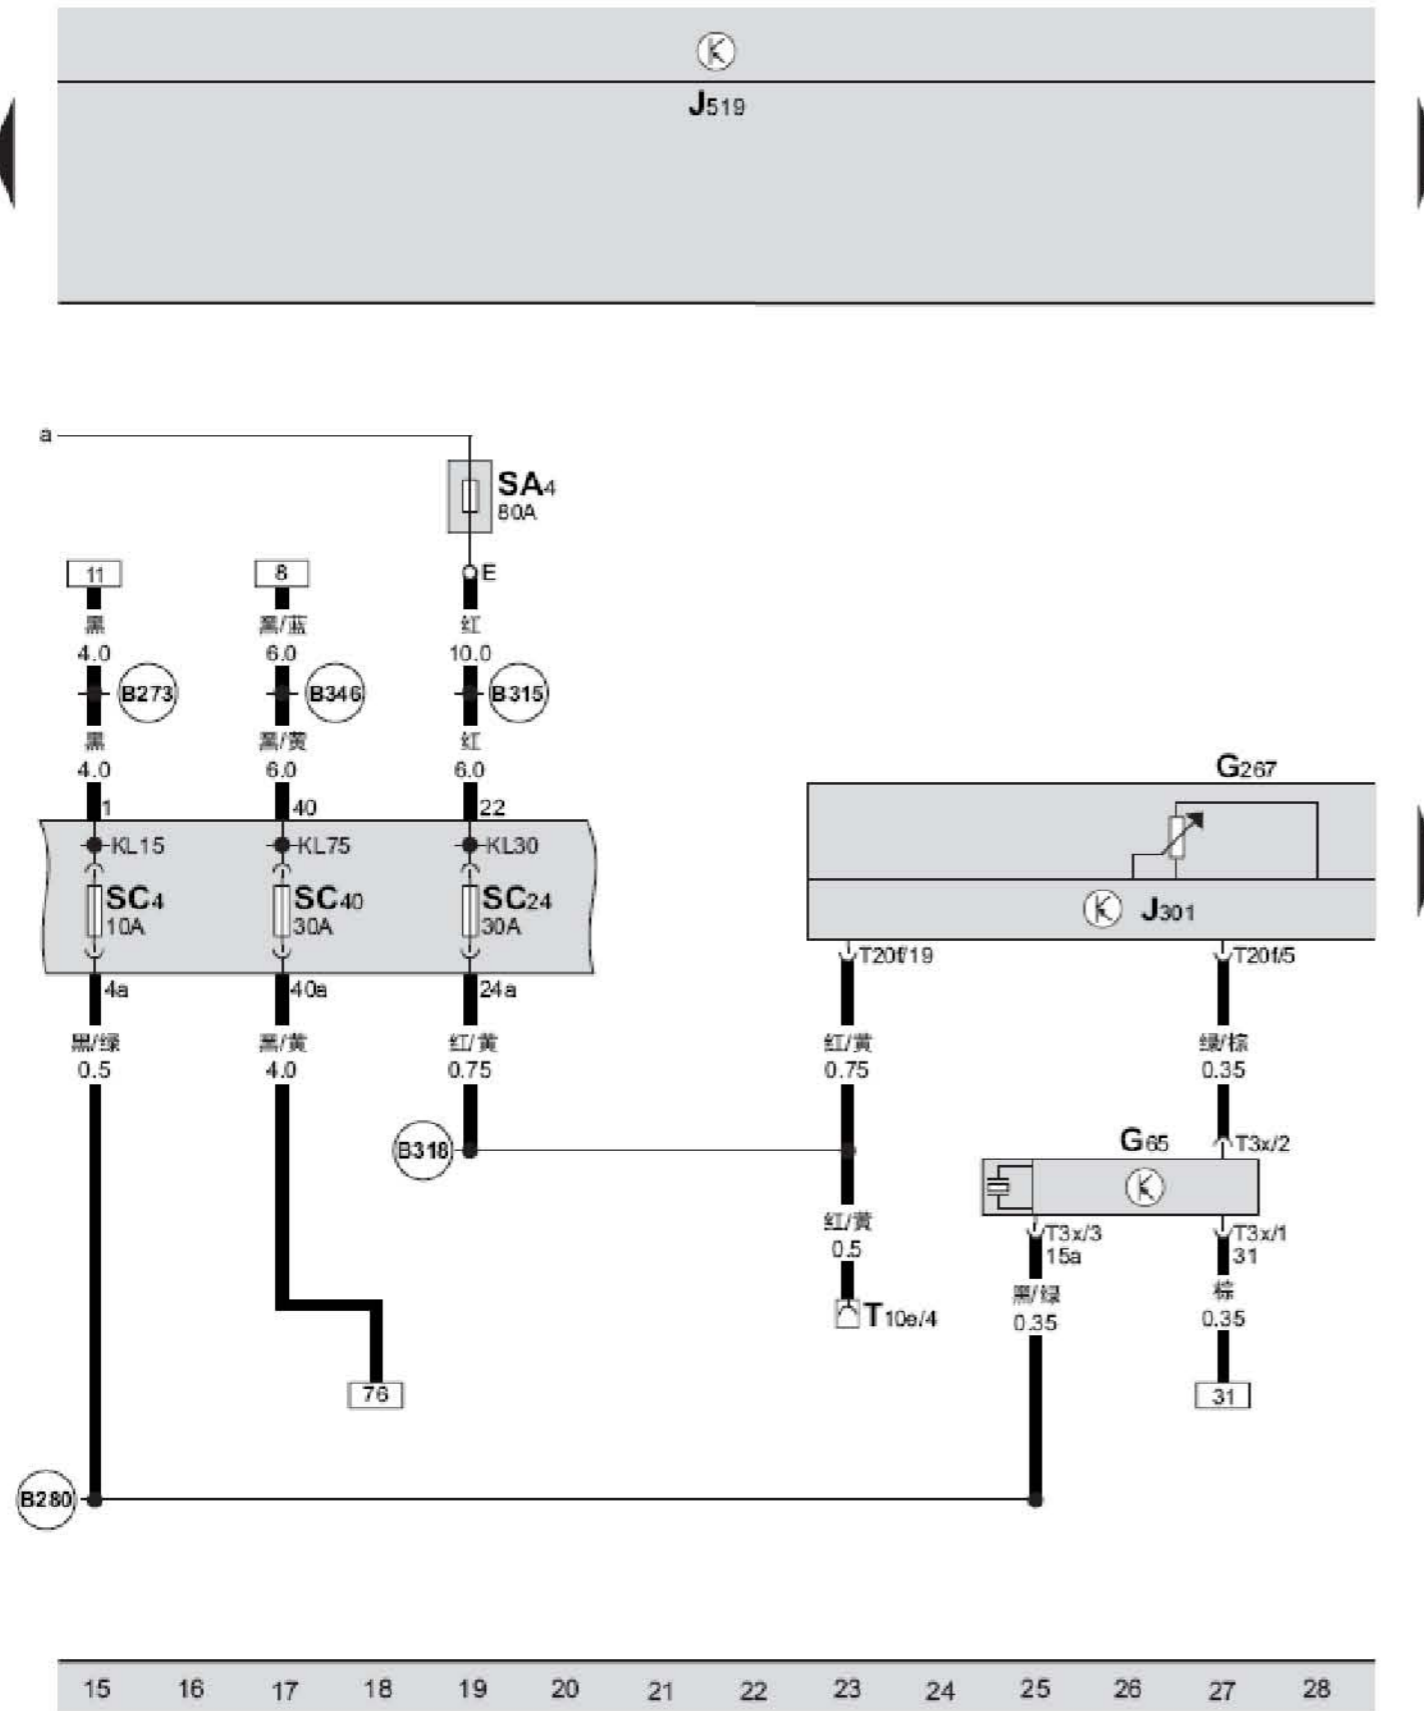 J519
a
SA4
80A
11
8
E
黑
黑/蓝
红
4.0
6.0
10.0
B273
B346
B315
黑
黑/黄
红
4.0
6.0
6.0
G267
1
40
22
KL15
KL75
KL30
SC4
SC40
SC24
10A
30A
30A
J301
T20f/19
T20f/5
4a
40a
24a
黑/绿
黑/黄
红/黄
红/黄
绿/棕
0.5
4.0
0.75
0.75
0.35
B318
G65
T3x/2
红/黄
0.5
T3x/3
T3x/1
15a
31
黑/绿
棕
T10e/4
0.35
0.35
76
31
B280
15 16 17 18 19 20 21 22 23 24 25 26 27 28